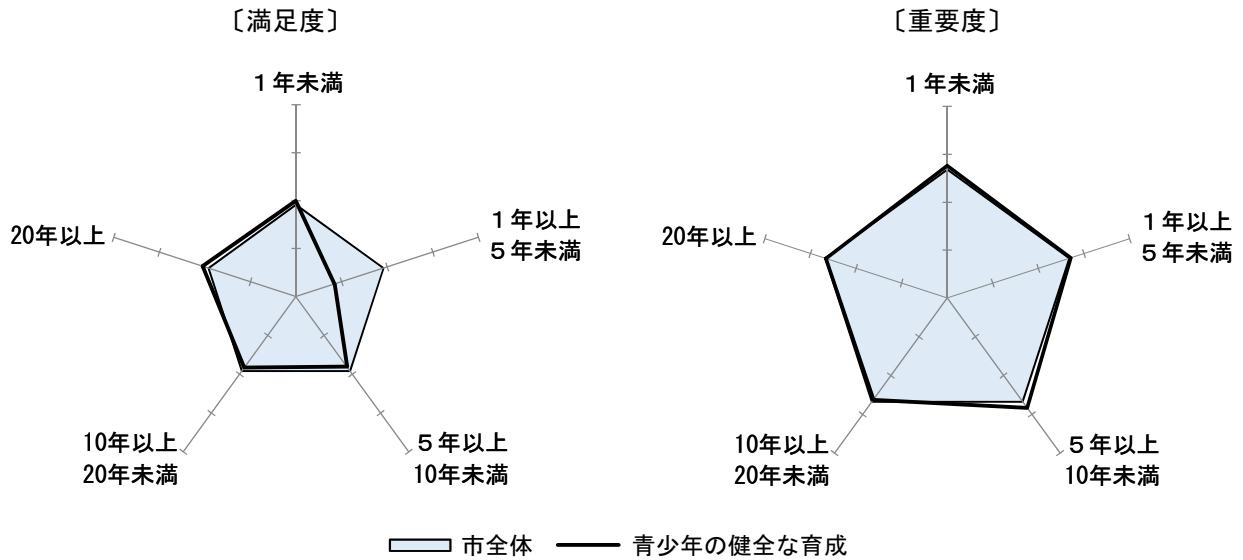 〔満足度〕
１年未満
１年以上
５年未満
５年以上
10年未満
10年以上
20年未満
20年以上
〔重要度〕
１年未満
１年以上
５年未満
５年以上
10年未満
10年以上
20年未満
20年以上
市全体
青少年の健全な育成